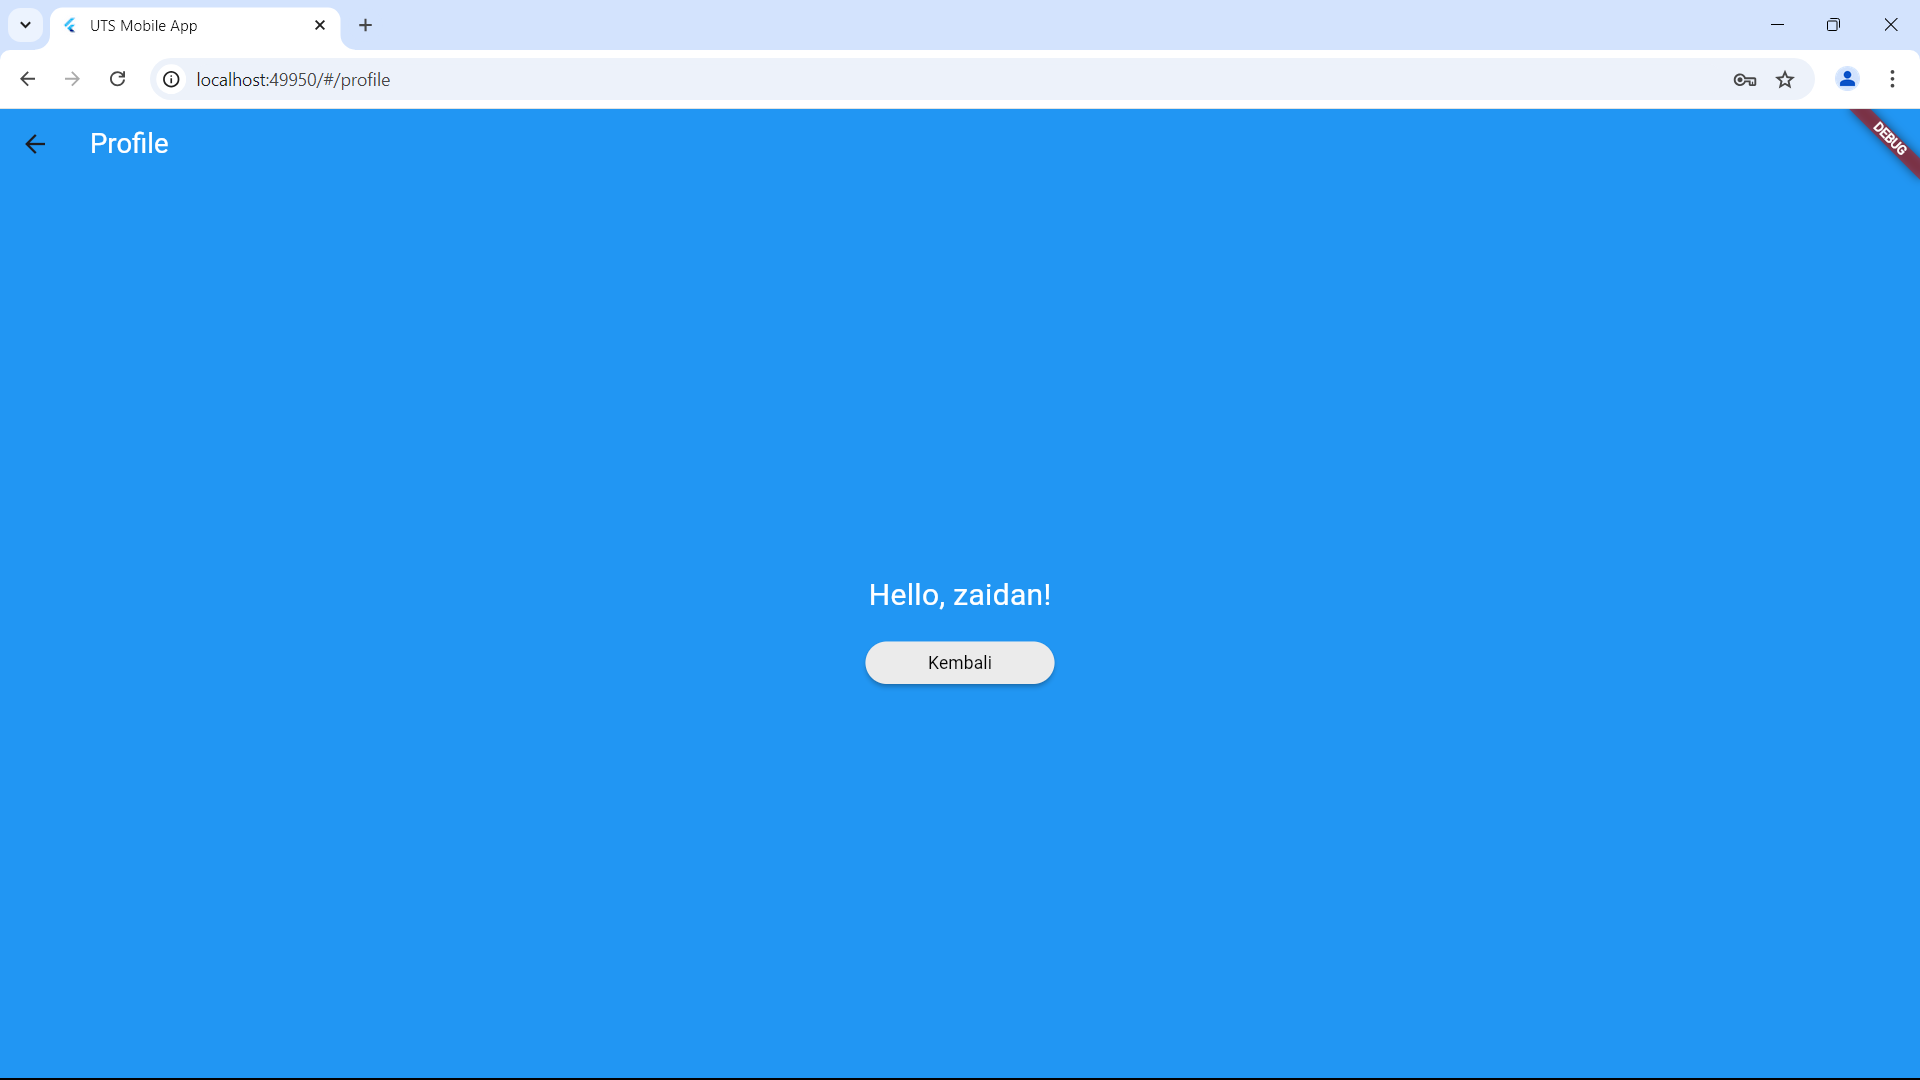 UTS Mobile App
localhost:49950/#/profile
Profile
DEBUG
Hello, zaidan!
Kembali